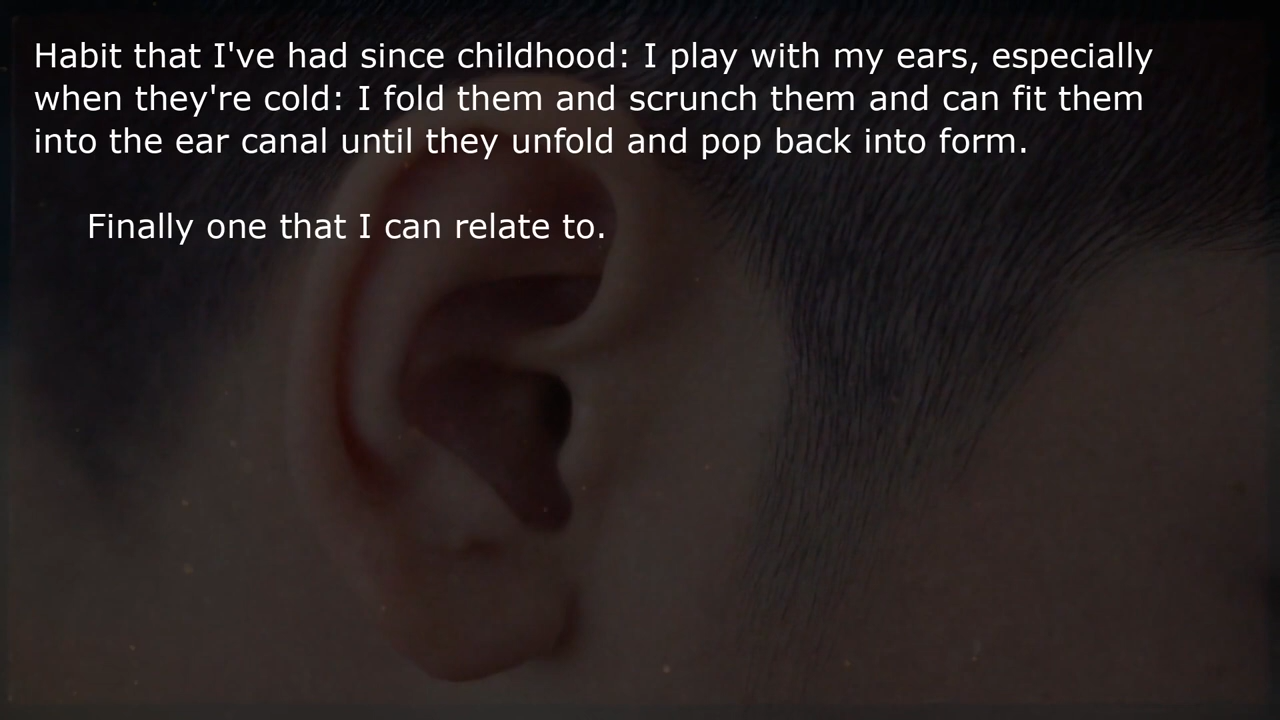 Habit that I've had since childhood: I play with my ears, especially
when they're cold: I fold them and scrunch them and can fit them
into the ear canal until they unfold and pop back into form.
Finally one that I can relate to.